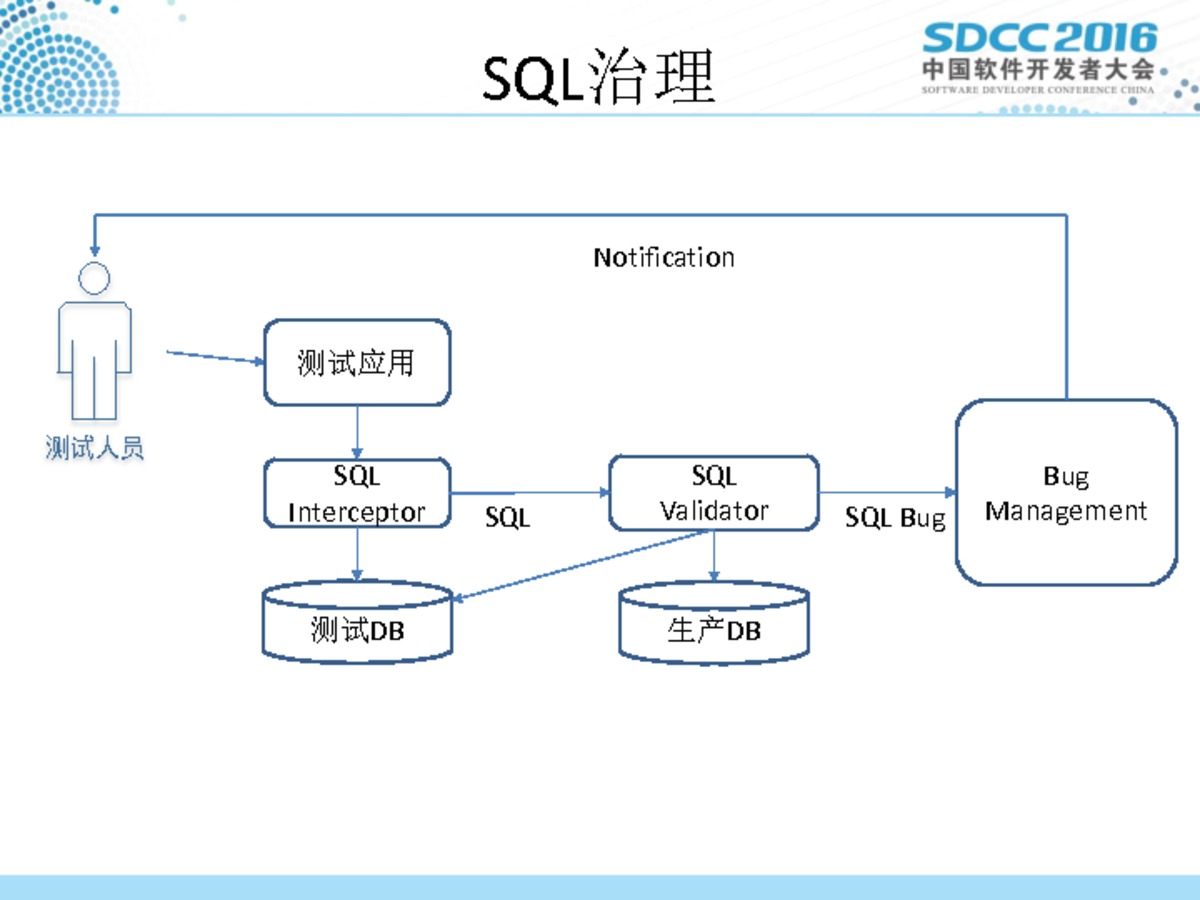 SDCC 2016
中国软件开发者大会
SOFTWARE DEVELOPER CONFERENCE CHINA
SQL治理
Notification
测试应用
测试人员
SQL
Interceptor
SQL
SQL
Validator
SQL Bug
Bug
Management
测试DB
生产DB